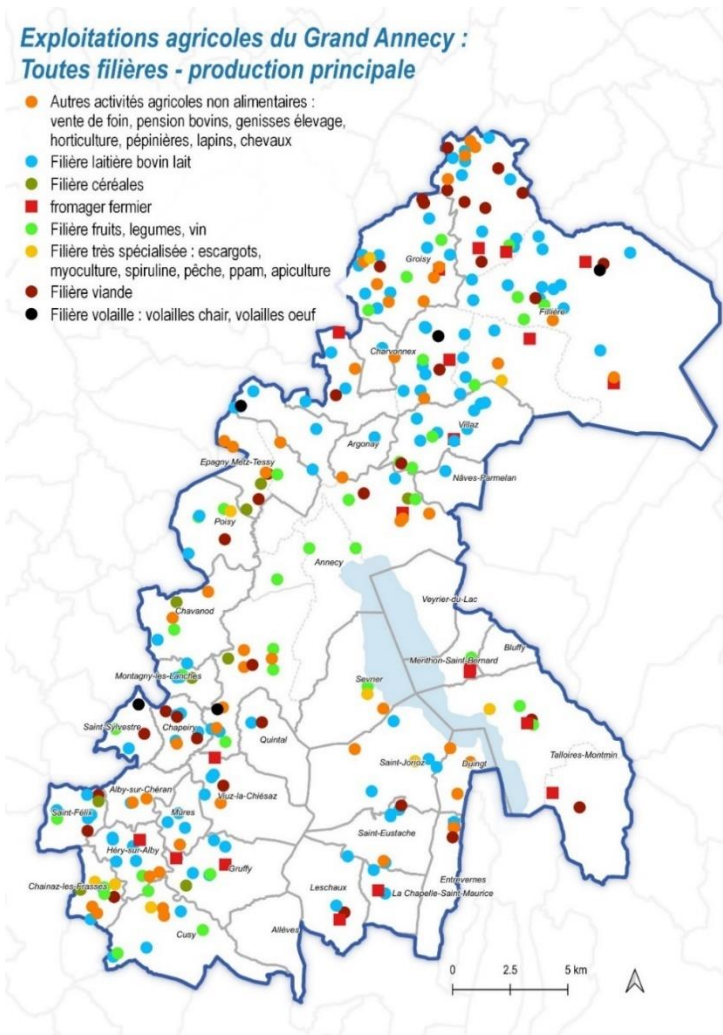 Exploitations agricoles du Grand Annecy :
Toutes filières - production principale
Autres activités agricoles non alimentaires :
vente de foin, pension bovins, genisses élevage,
horticulture, pépinières, lapins, chevaux
Filière laitière bovin lait
Filière céréales
fromager fermier
Filière fruits, legumes, vin
Filière très spécialisée : escargots,
myoculture, spiruline, pêche, ppam, apiculture
Filière viande
Filière volaille : volailles chair, volailles oeuf
Groisy
Fillière
Charvonnex
Villaz
Argonay
Epagny Metz-Tessy
Nâves-Parmelan
Poisy
Annecy
Veyrier-du-Lac
Chavanod
Bluffy
Menthon-Saint-Bernard
Montagny-les-Lanches
Sevrier
Saint-Sylvestre
Chapeiry
Quintal
Talloires-Montmin
Saint-Jorioz
Duingt
Alby-sur-Chéran
Viuz-la-Chiésaz
Saint-Félix
Mûres
Saint-Eustache
Héry-sur-Alby
Gruffy
Entrevernes
Chainaz-les-Frasses
Leschaux
La Chapelle-Saint-Maurice
Allèves
Cusy
0 2.5 5 km